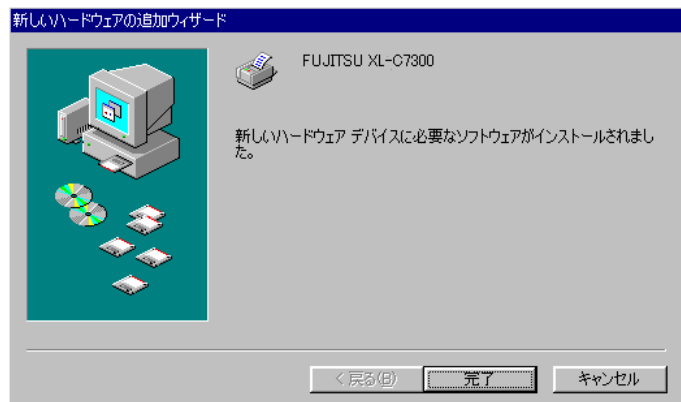 新しいハードウェアの追加ウィザード
FUJITSU XL-C7300
新しいハードウェア デバイスに必要なソフトウェアがインストールされまし
た。
< 戻る(B)
完了
キャンセル